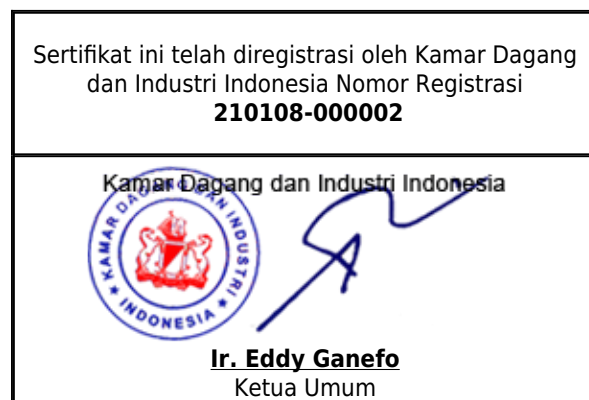 Sertifikat ini telah diregistrasi oleh Kamar Dagang
dan Industri Indonesia Nomor Registrasi
210108-000002
Kamar Dagang dan Industri Indonesia
KAMAR DAGANG DAN INDUSTRI
★ INDONESIA ★
Ir. Eddy Ganefo
Ketua Umum